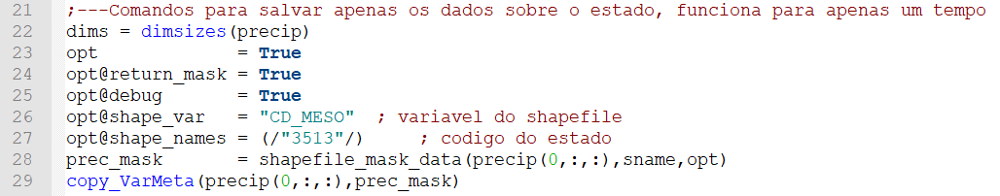 21 ;---Comandos para salvar apenas os dados sobre o estado, funciona para apenas um tempo
22 dims = dimsizes(precip)
23 opt             = True
24 opt@return_mask = True
25 opt@debug       = True
26 opt@shape_var   = "CD_MESO"  ; variavel do shapefile
27 opt@shape_names = (/"3513"/)     ; codigo do estado
28 prec_mask       = shapefile_mask_data(precip(0,:,:),sname,opt)
29 copy_VarMeta(precip(0,:,:),prec_mask)